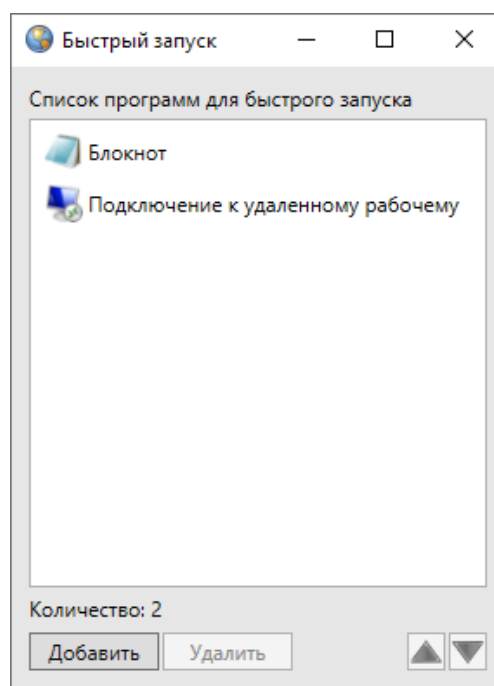 Быстрый запуск
Список программ для быстрого запуска
Блокнот
Подключение к удаленному рабочему
Количество: 2
Добавить Удалить